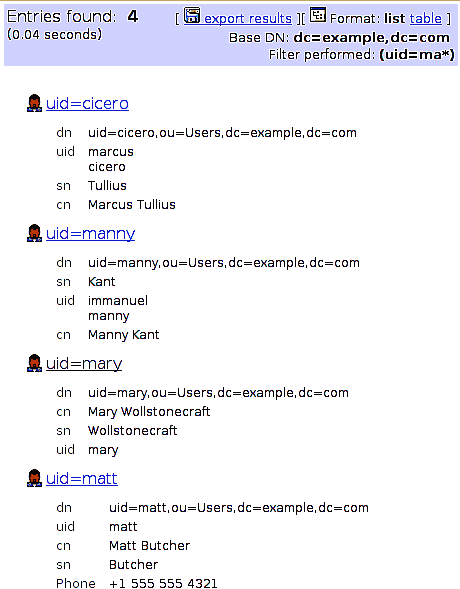 Entries found: 4 [ export results ][ Format: list table ]
(0.04 seconds) Base DN: dc=example,dc=com
Filter performed: (uid=ma*)
uid=cicero
dn uid=cicero,ou=Users,dc=example,dc=com
uid marcus
cicero
sn Tullius
cn Marcus Tullius
uid=manny
dn uid=manny,ou=Users,dc=example,dc=com
sn Kant
uid immanuel
manny
cn Manny Kant
uid=mary
dn uid=mary,ou=Users,dc=example,dc=com
cn Mary Wollstonecraft
sn Wollstonecraft
uid mary
uid=matt
dn uid=matt,ou=Users,dc=example,dc=com
uid matt
cn Matt Butcher
sn Butcher
Phone +1 555 555 4321